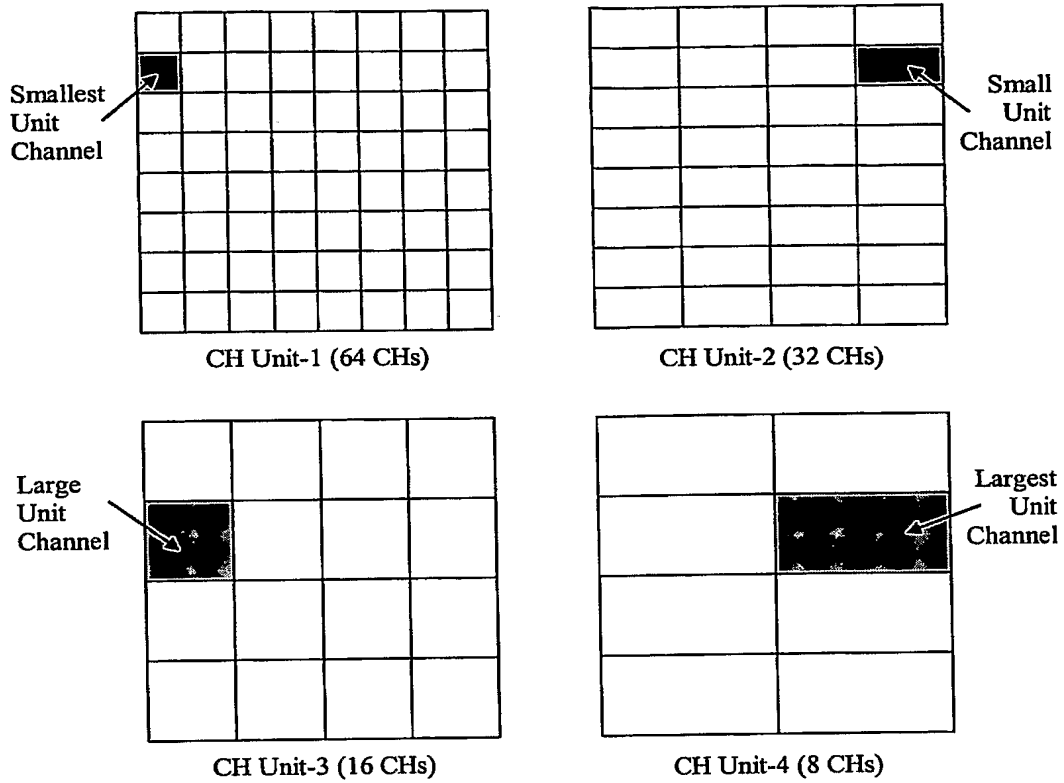 Smallest
Unit
Channel
Small
Unit
Channel
CH Unit-1 (64 CHs)
CH Unit-2 (32 CHs)
Large
Unit
Channel
Largest
Unit
Channel
CH Unit-3 (16 CHs)
CH Unit-4 (8 CHs)